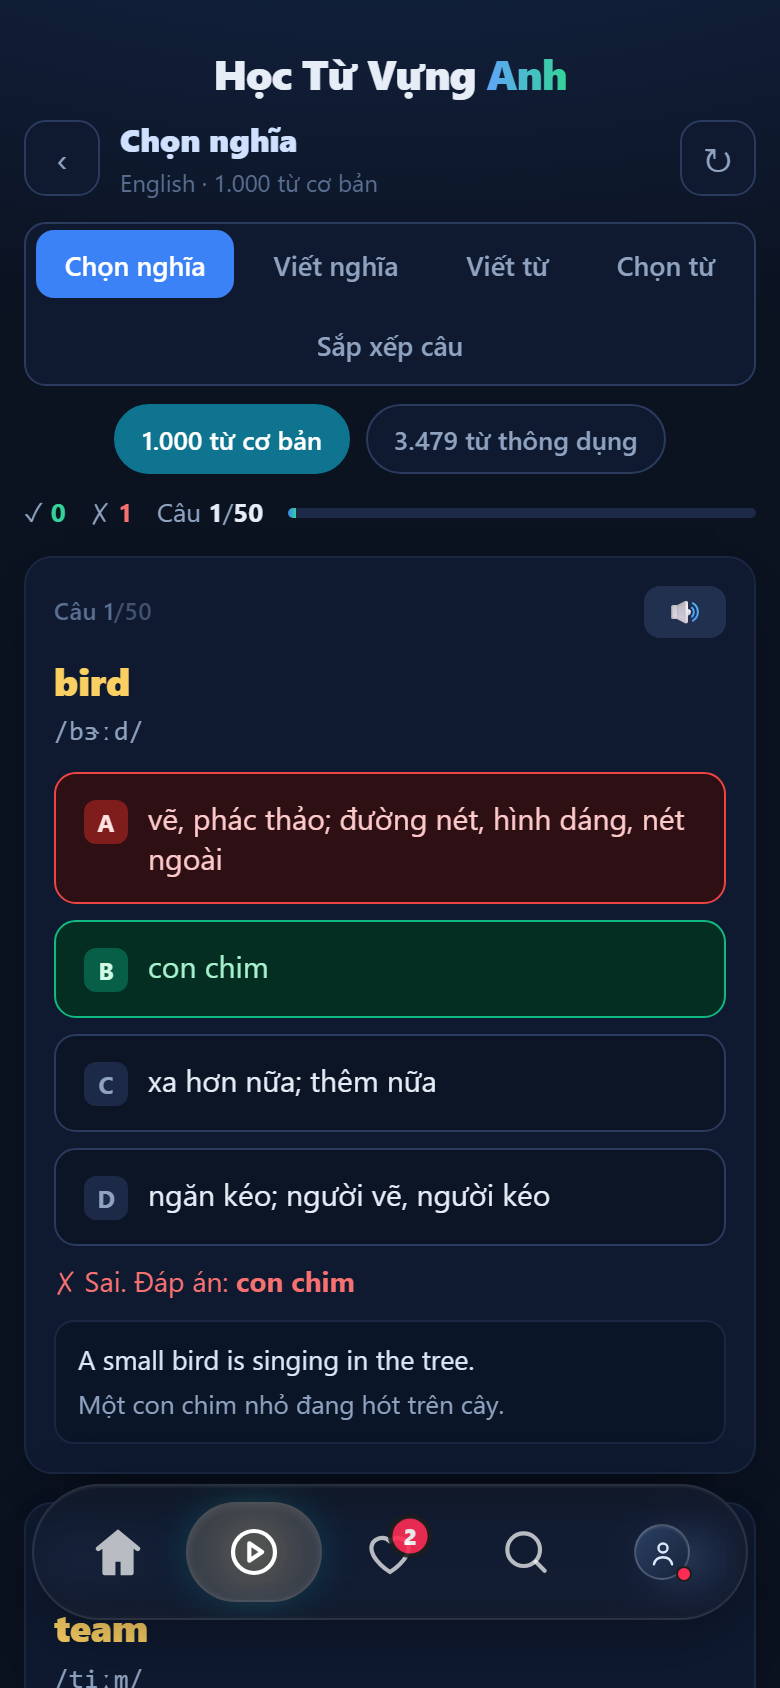 Học Từ Vựng Anh
‹
Chọn nghĩa
English · 1.000 từ cơ bản
↻
Chọn nghĩa
Viết nghĩa
Viết từ
Chọn từ
Sắp xếp câu
1.000 từ cơ bản
3.479 từ thông dụng
✓ 0 ✗ 1 Câu 1/50
Câu 1/50
bird
/bɝːd/
A vẽ, phác thảo; đường nét, hình dáng, nét
ngoài
B con chim
C xa hơn nữa; thêm nữa
D ngăn kéo; người vẽ, người kéo
✗ Sai. Đáp án: con chim
A small bird is singing in the tree.
Một con chim nhỏ đang hót trên cây.
2
team
/tiːm/